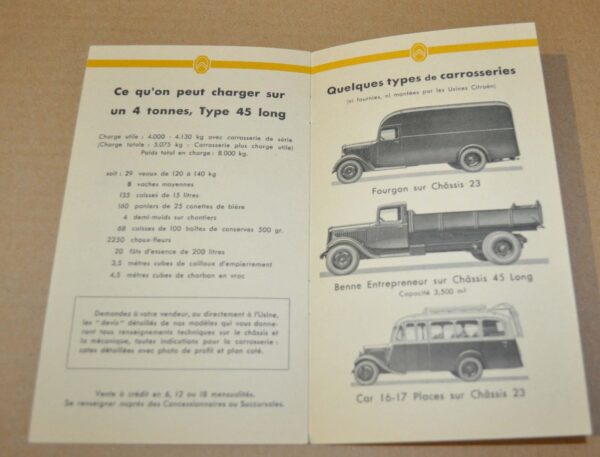 Ce qu'on peut charger sur
un 4 tonnes, Type 45 long
Charge utile : 4.000 - 4.130 kg avec carrosserie de série
(Charge totale : 5.075 kg - Carrosserie plus charge utile)
Poids total en charge : 8.000 kg.
soit : 29 veaux de 120 à 140 kg
8 vaches moyennes
135 caisses de 15 litres
160 paniers de 25 canettes de bière
4 demi-muids sur chantiers
68 caisses de 100 boîtes de conserves 500 gr.
2250 choux-fleurs
20 fûts d'essence de 200 litres
3,5 mètres cubes de cailloux d'empierrement
4,5 mètres cubes de charbon en vrac
Demandez à votre vendeur, ou directement à l'Usine,
les "devis" détaillés de nos modèles qui vous donne-
ront tous renseignements techniques sur le châssis et
la mécanique, toutes indications pour la carrosserie :
cotes détaillées avec photo de profil et plan coté.
Vente à crédit en 6, 12 ou 18 mensualités.
Se renseigner auprès des Concessionnaires ou Succursales.
Quelques types de carrosseries
(ni fournies, ni montées par les Usines Citroën)
Fourgon sur Châssis 23
Benne Entrepreneur sur Châssis 45 Long
Capacité 3,500 m³
Car 16-17 Places sur Châssis 23